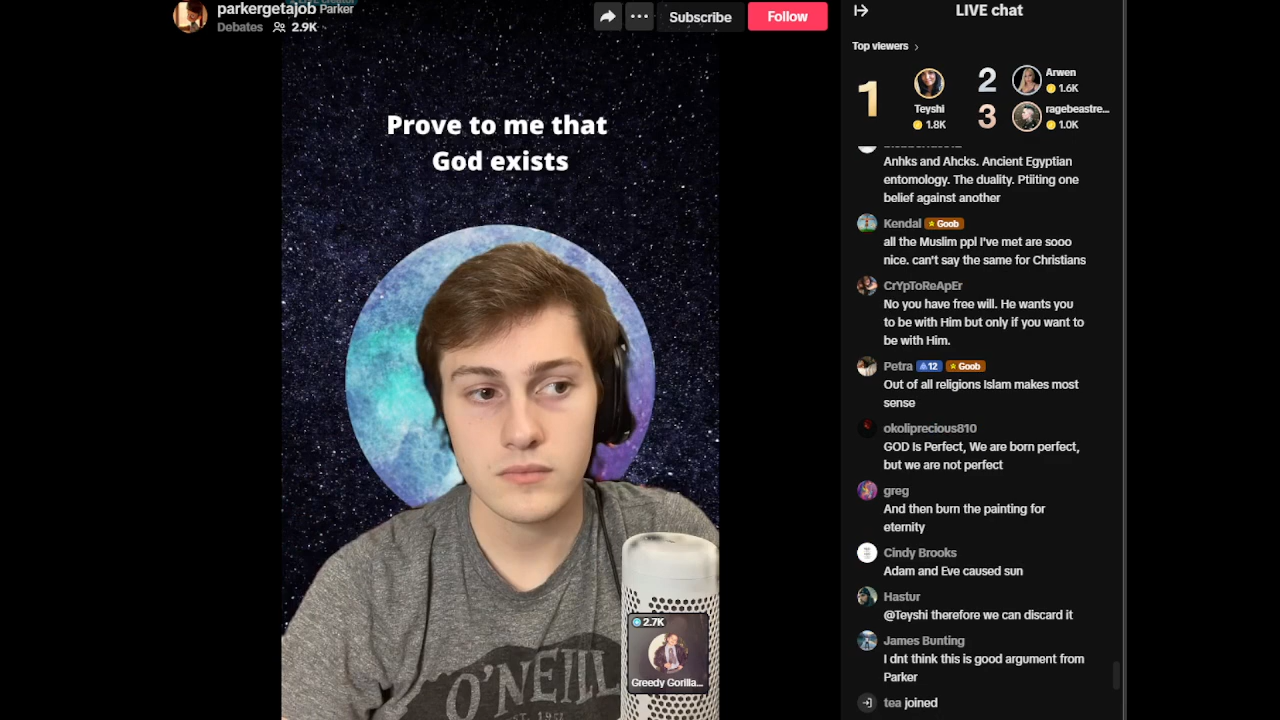 parkergetajob Parker
Debates 2.9K
Subscribe
Follow
Prove to me that
God exists
O'NEILL
2.7K
Greedy Gorilla...
LIVE chat
Top viewers
1
Teyshi
1.8K
2
Arwen
1.6K
3
ragebeastre...
1.0K
Anhks and Ahcks. Ancient Egyptian
entomology. The duality. Ptiiting one
belief against another
Kendal Goob
all the Muslim ppl I've met are sooo
nice. can't say the same for Christians
CrYpToReApEr
No you have free will. He wants you
to be with Him but only if you want to
be with Him.
Petra 12 Goob
Out of all religions Islam makes most
sense
okoliprecious810
GOD Is Perfect, We are born perfect,
but we are not perfect
greg
And then burn the painting for
eternity
Cindy Brooks
Adam and Eve caused sun
Hastur
@Teyshi therefore we can discard it
James Bunting
I dnt think this is good argument from
Parker
tea joined